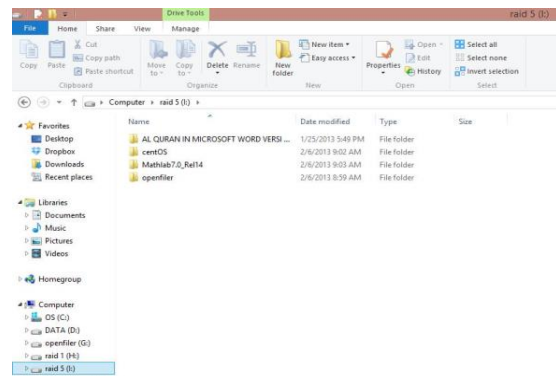 Drive Tools
raid 5 (I:)
File Home Share View Manage
Copy
Paste
Cut
Copy path
Paste shortcut
Clipboard
Move to
Copy to
Delete
Rename
Organize
New folder
New item
Easy access
New
Properties
Open
Edit
History
Open
Select all
Select none
Invert selection
Select
Computer raid 5 (I:)
Name Date modified Type Size
AL QURAN IN MICROSOFT WORD VERSI ... 1/25/2013 5:49 PM File folder
centOS 2/6/2013 9:02 AM File folder
Mathlab7.0_Rel14 2/6/2013 9:03 AM File folder
openfiler 2/6/2013 8:59 AM File folder
Favorites
Desktop
Dropbox
Downloads
Recent places
Libraries
Documents
Music
Pictures
Videos
Homegroup
Computer
OS (C:)
DATA (D:)
openfiler (G:)
raid 1 (H:)
raid 5 (I:)